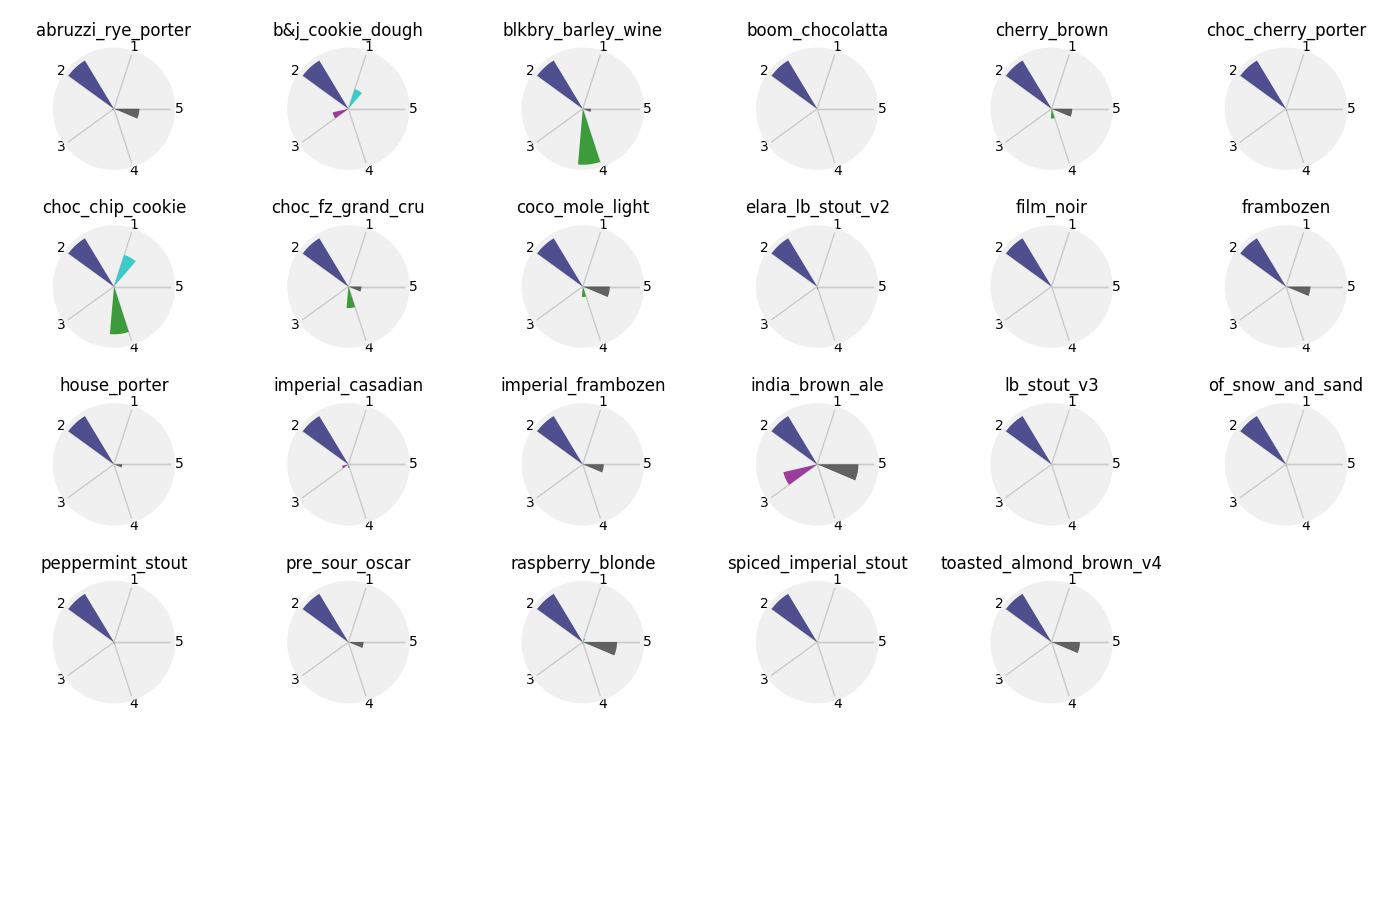 abruzzi_rye_porter b&j_cookie_dough blkbry_barley_wine boom_chocolatta cherry_brown choc_cherry_porter
1 1 1 1 1 1
2 2 2 2 2 2
5 5 5 5 5 5
3 3 3 3 3 3
4 4 4 4 4 4
choc_chip_cookie choc_fz_grand_cru coco_mole_light elara_lb_stout_v2 film_noir frambozen
1 1 1 1 1 1
2 2 2 2 2 2
5 5 5 5 5 5
3 3 3 3 3 3
4 4 4 4 4 4
house_porter imperial_casadian imperial_frambozen india_brown_ale lb_stout_v3 of_snow_and_sand
1 1 1 1 1 1
2 2 2 2 2 2
5 5 5 5 5 5
3 3 3 3 3 3
4 4 4 4 4 4
peppermint_stout pre_sour_oscar raspberry_blonde spiced_imperial_stout toasted_almond_brown_v4
1 1 1 1 1
2 2 2 2 2
5 5 5 5 5
3 3 3 3 3
4 4 4 4 4